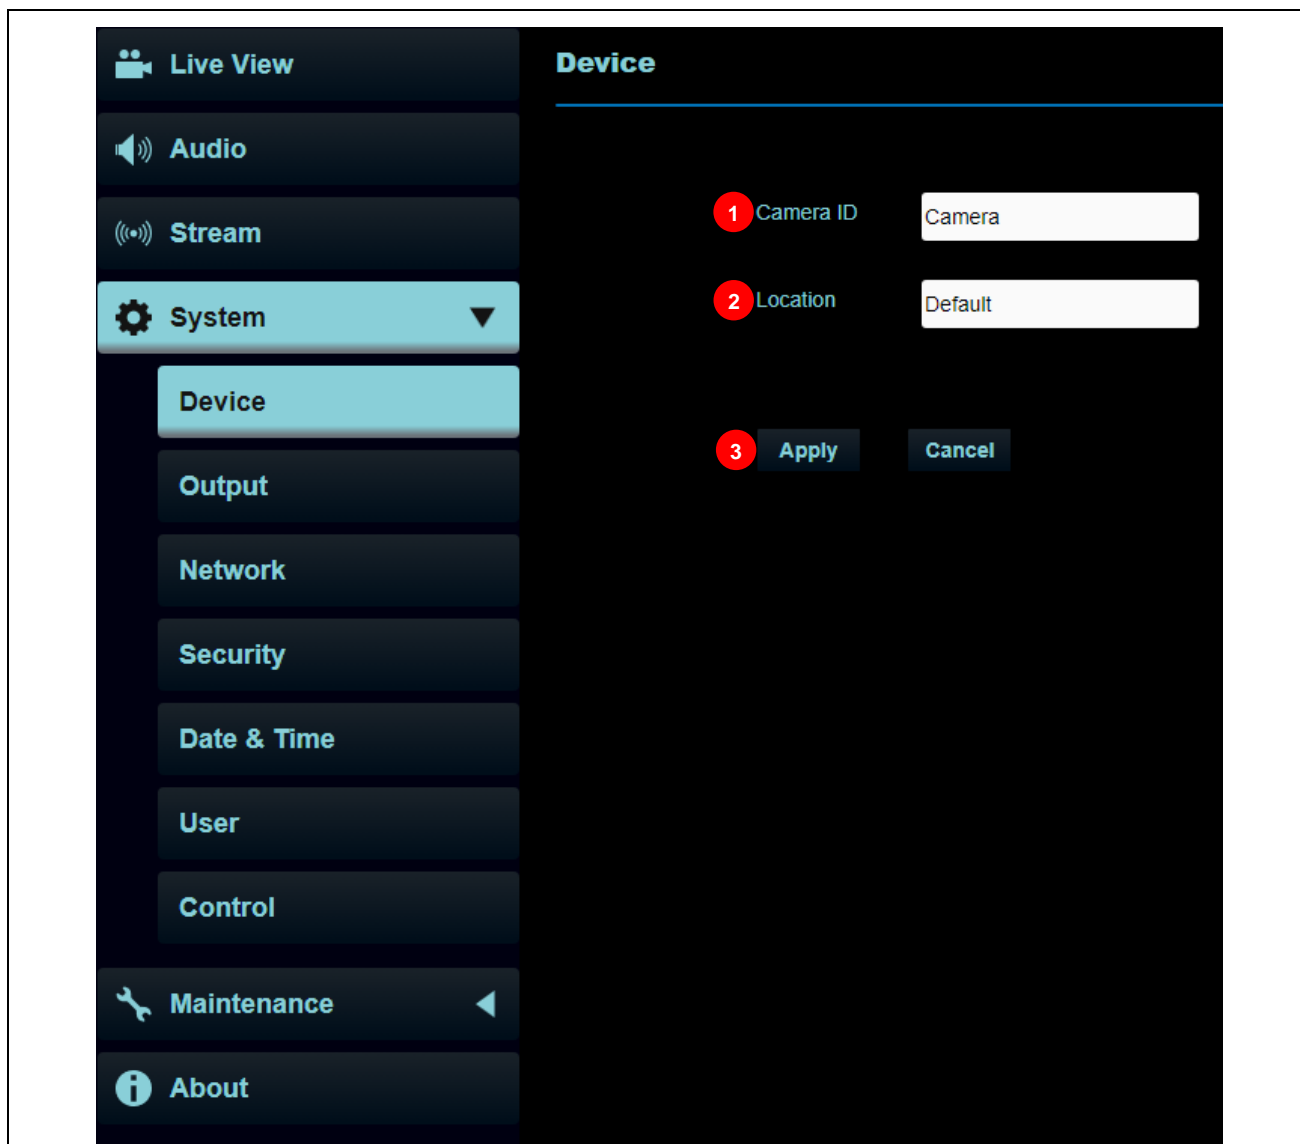 Live View
Audio
Stream
System
Device
Output
Network
Security
Date & Time
User
Control
Maintenance
About
Device
1 Camera ID Camera
2 Location Default
3 Apply Cancel